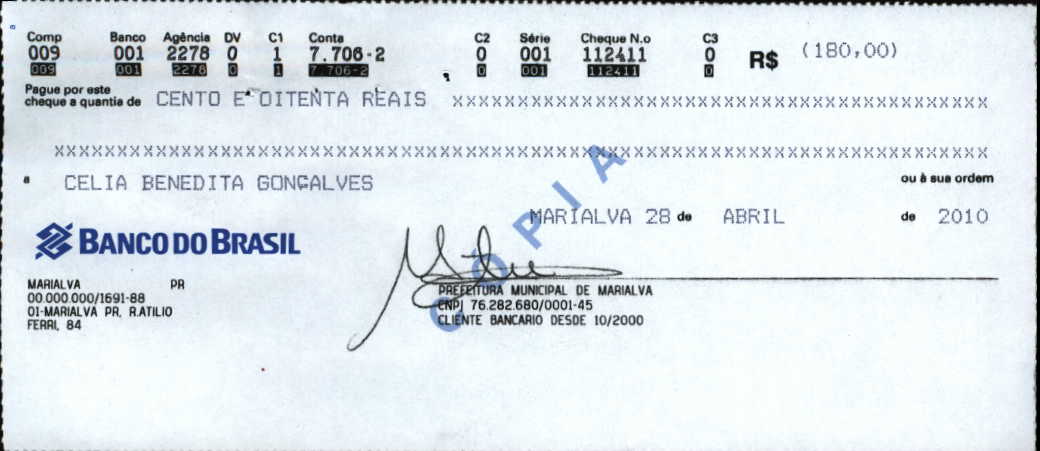 Comp Banco Agência DV C1 Conta C2 Série Cheque N.o C3
009 001 2278 0 1 7.706-2 0 001 112411 0 R$ (180,00)
009 001 2278 0 1 7 706-2 0 001 112411 0
Pague por este
cheque a quantia de CENTO E OITENTA REAIS XXXXXXXXXXXXXXXXXXXXXXXXXXXXXXXXXXXXXXXXXXXXXXXXXXX
XXXXXXXXXXXXXXXXXXXXXXXXXXXXXXXXXXXXXXXXXXXXXXXXXXXXXXXXXXXXXXXXXXXXXXXXXXXXXXXXXXXXXXXXX
a CELIA BENEDITA GONÇALVES ou à sua ordem
MARIALVA 28 de ABRIL de 2010
BANCO DO BRASIL
CÓPIA
MARIALVA PR
00.000.000/1691-88
01-MARIALVA PR, R.ATILIO
FERRI, 84
PREFEITURA MUNICIPAL DE MARIALVA
CNPJ 76.282.680/0001-45
CLIENTE BANCARIO DESDE 10/2000